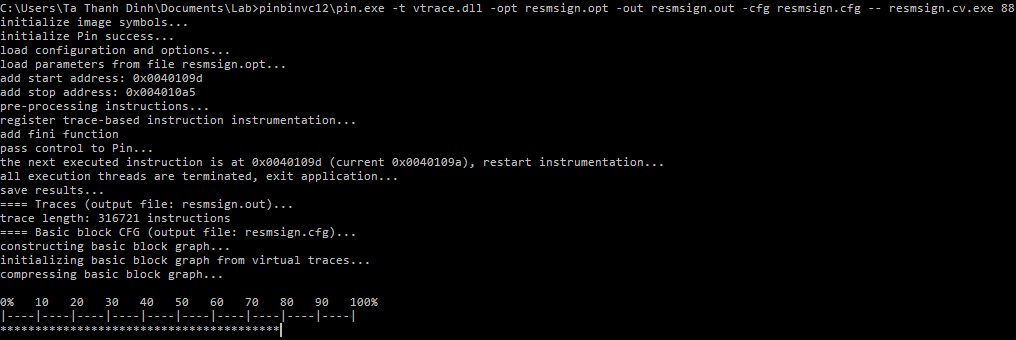 C:\Users\Ta Thanh Dinh\Documents\Lab>pinbinvc12\pin.exe -t vtrace.dll -opt resmsign.opt -out resmsign.out -cfg resmsign.cfg -- resmsign.cv.exe 88
initialize image symbols...
initialize Pin success...
load configuration and options...
load parameters from file resmsign.opt...
add start address: 0x0040109d
add stop address: 0x004010a5
pre-processing instructions...
register trace-based instruction instrumentation...
add fini function
pass control to Pin...
the next executed instruction is at 0x0040109d (current 0x0040109a), restart instrumentation...
all execution threads are terminated, exit application...
save results...
==== Traces (output file: resmsign.out)...
trace length: 316721 instructions
==== Basic block CFG (output file: resmsign.cfg)...
constructing basic block graph...
initializing basic block graph from virtual traces...
compressing basic block graph...
0%   10   20   30   40   50   60   70   80   90   100%
|----|----|----|----|----|----|----|----|----|----|
****************************************